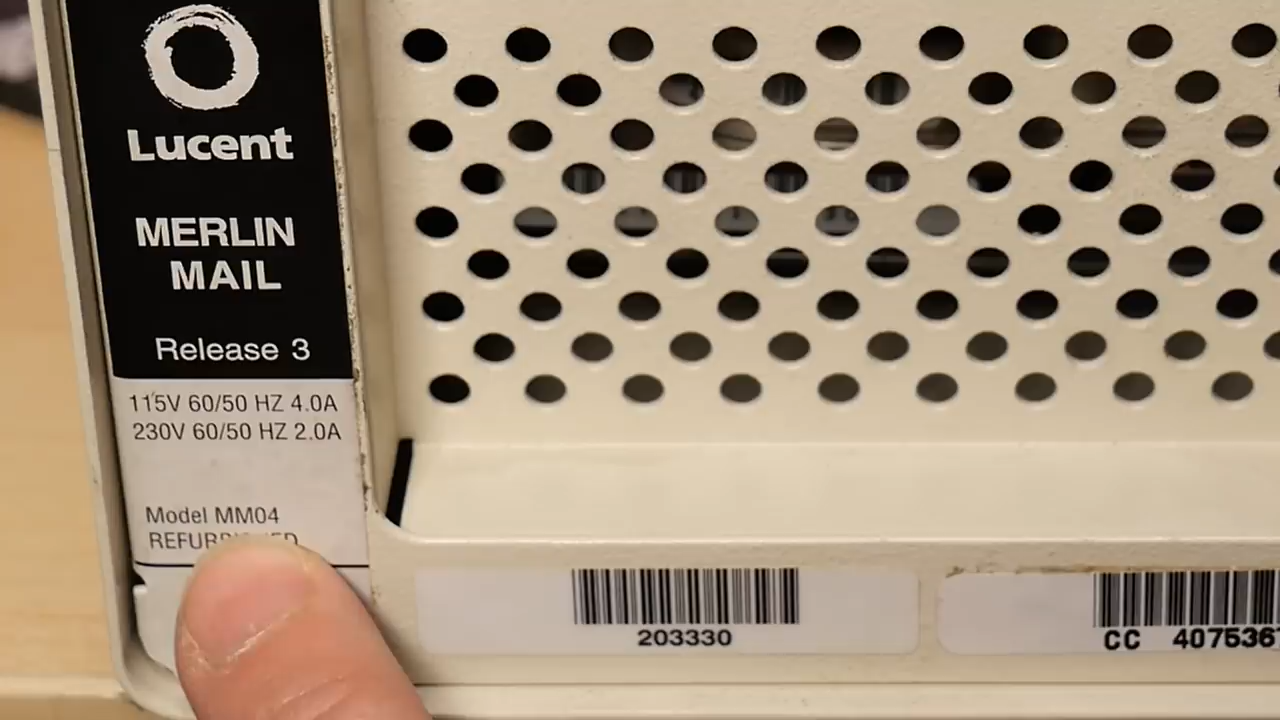 Lucent
MERLIN
MAIL
Release 3
115V 60/50 HZ 4.0A
230V 60/50 HZ 2.0A
Model MM04
203330
CC 407536